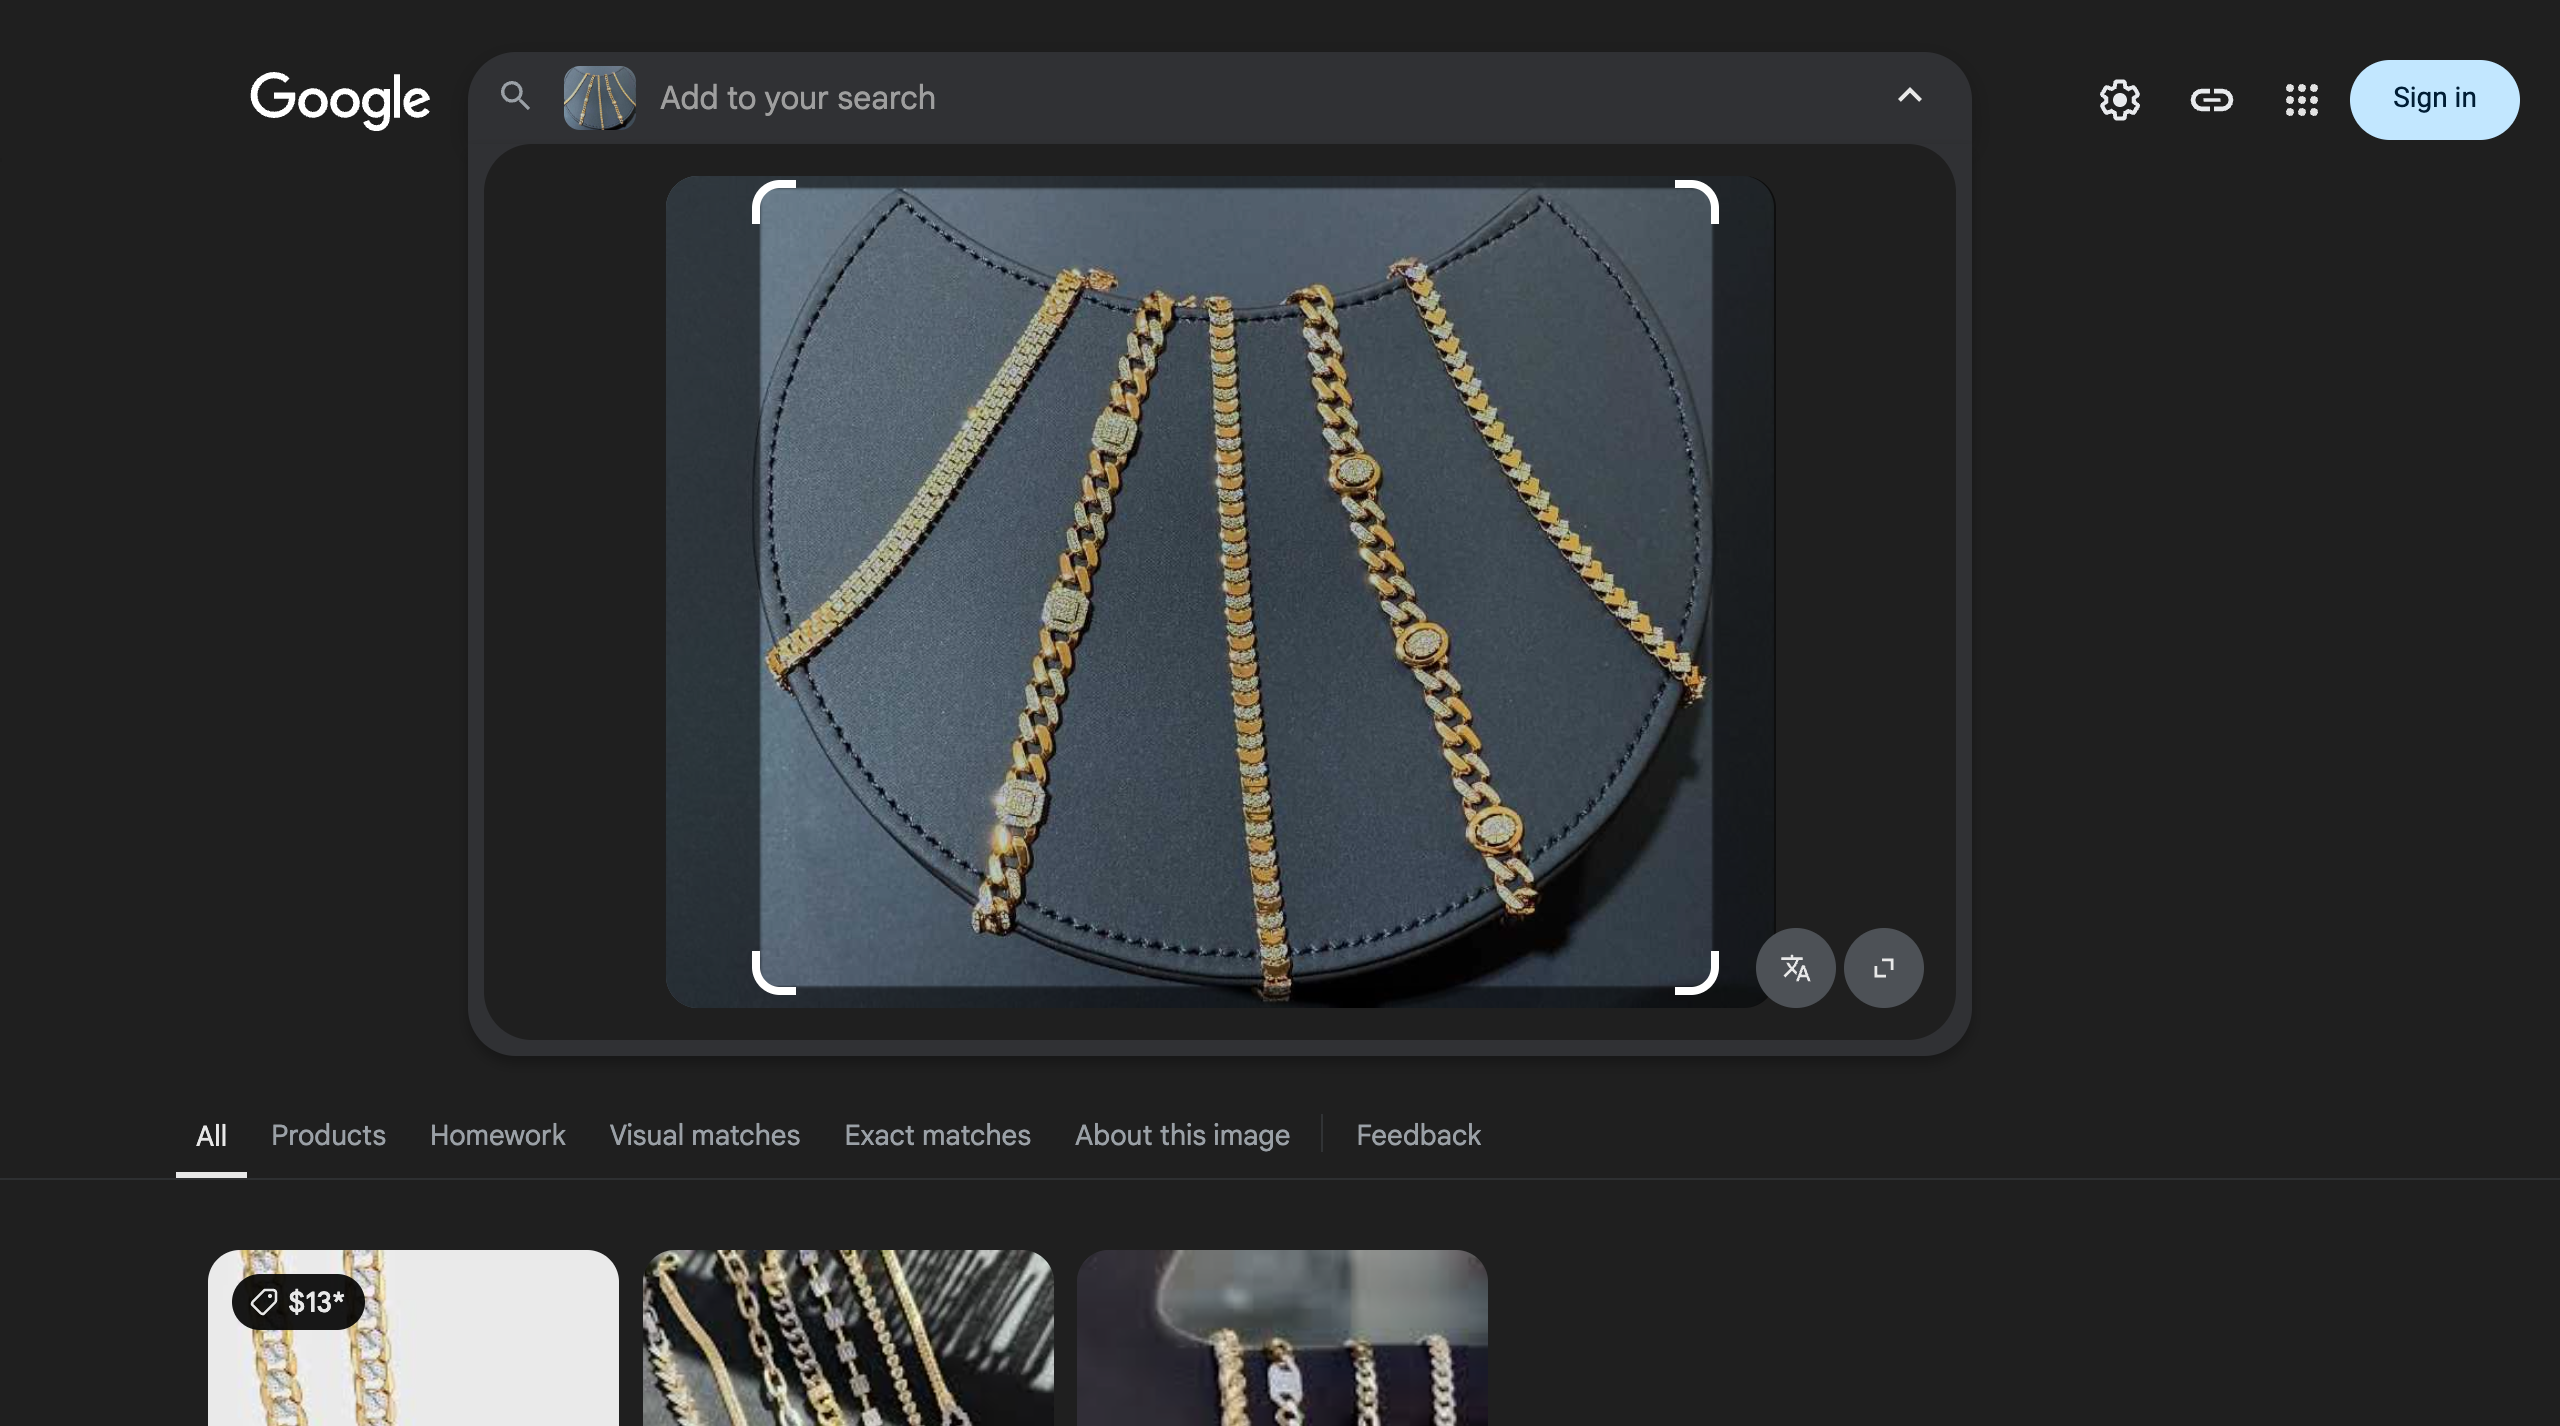 Google
Add to your search
Sign in
All
Products
Homework
Visual matches
Exact matches
About this image
Feedback
$13*